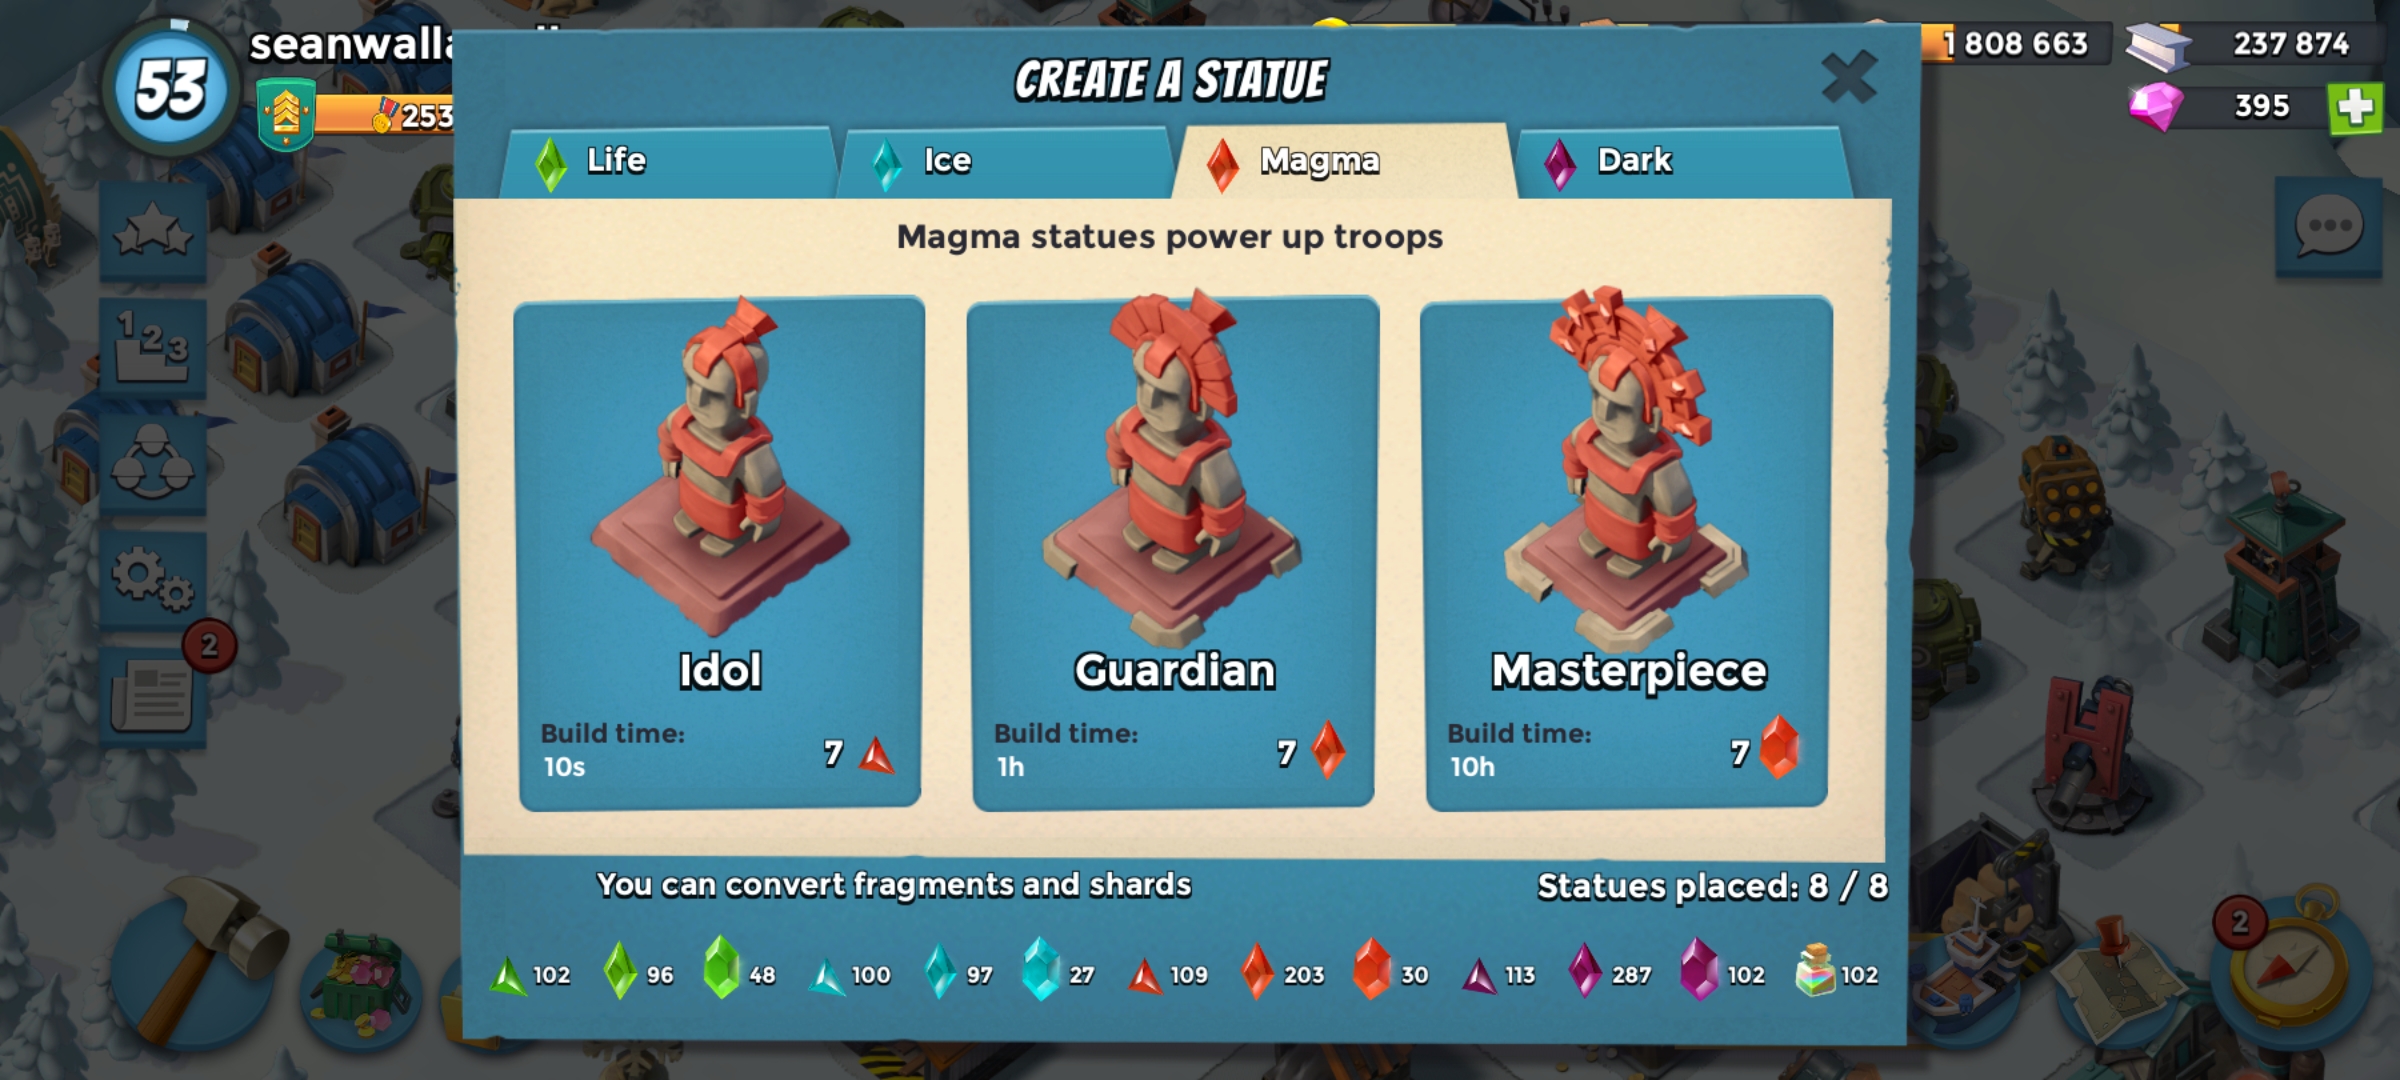 53
253
CREATE A STATUE
1 808 663
237 874
395
Life
Ice
Magma
Dark
Magma statues power up troops
123
2
Idol
Build time:
10s
7
Guardian
Build time:
1h
7
Masterpiece
Build time:
10h
7
You can convert fragments and shards
Statues placed: 8 / 8
102
96
48
100
97
27
109
203
30
113
287
102
102
2